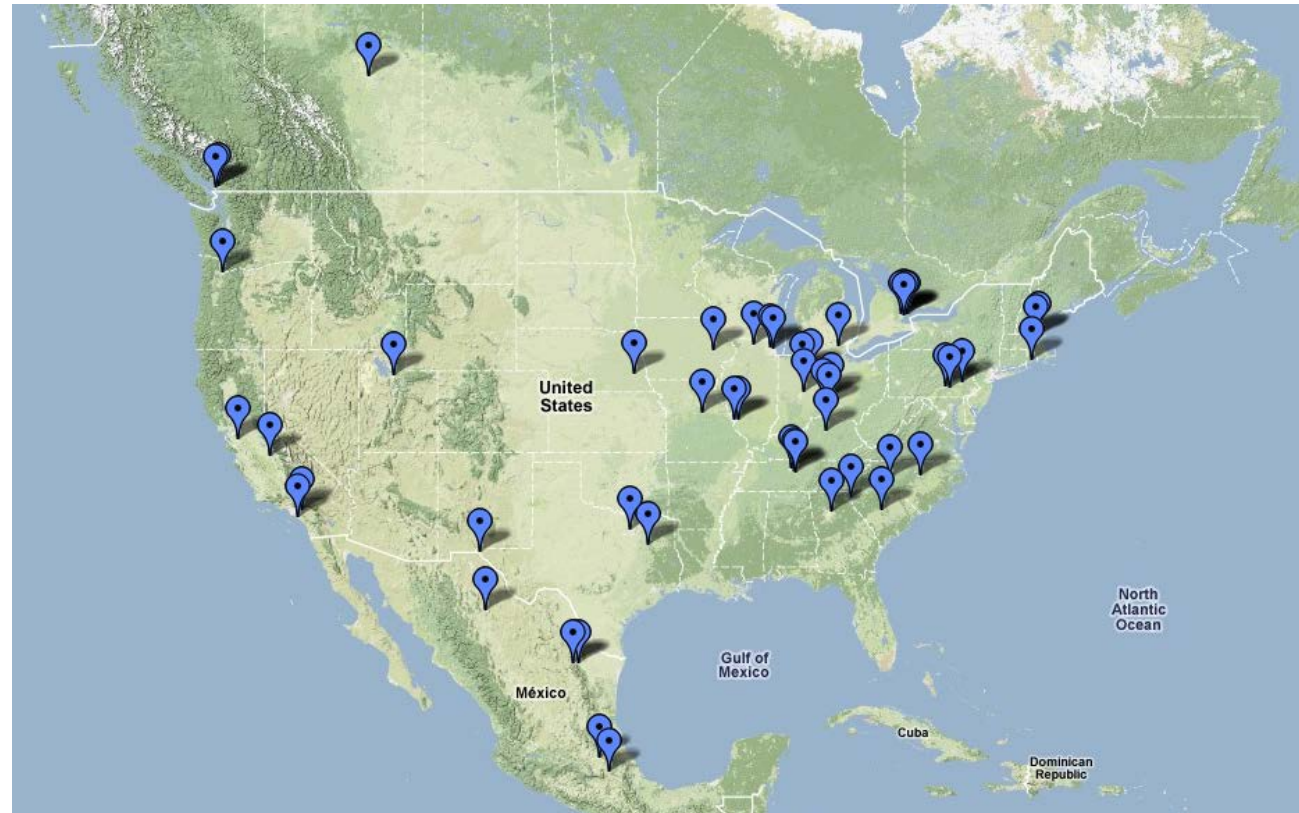 United
States
North
Atlantic
Ocean
Gulf of
Mexico
México
Cuba
Dominican
Republic